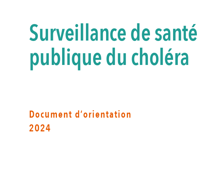 Surveillance de santé
publique du choléra
Document d'orientation
2024